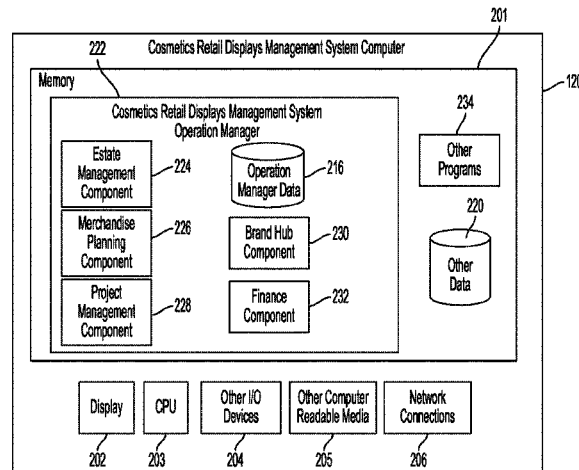 201
222
Cosmetics Retail Displays Management System Computer
120
Memory
Cosmetics Retail Displays Management System
Operation Manager
234
Other
Programs
Estate
Management
Component
224
Operation
Manager Data
216
Merchandise
Planning
Component
226
Brand Hub
Component
230
220
Other
Data
Project
Management
Component
228
Finance
Component
232
Display
CPU
Other I/O
Devices
Other Computer
Readable Media
Network
Connections
202
203
204
205
206